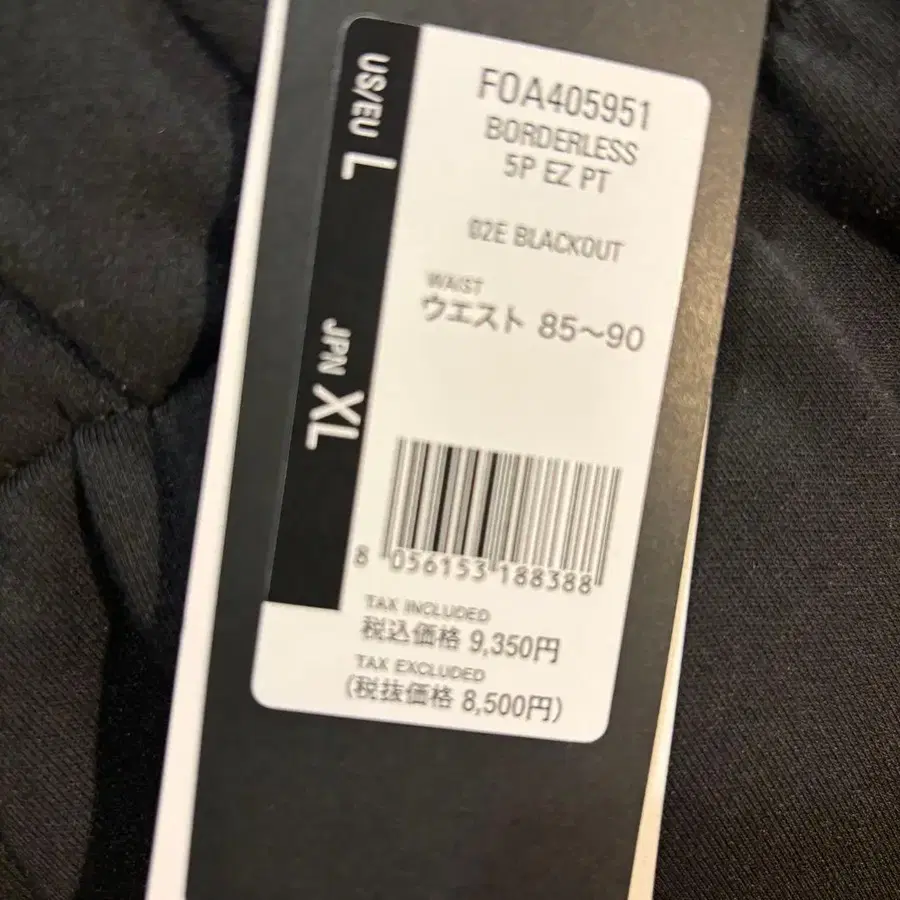 US/EU L
JPN XL
FOA405951
BORDERLESS
5P EZ PT
02E BLACKOUT
WAIST
ウエスト 85～90
8 056153 188388
TAX INCLUDED
税込価格 9,350円
TAX EXCLUDED
(税抜価格 8,500円)